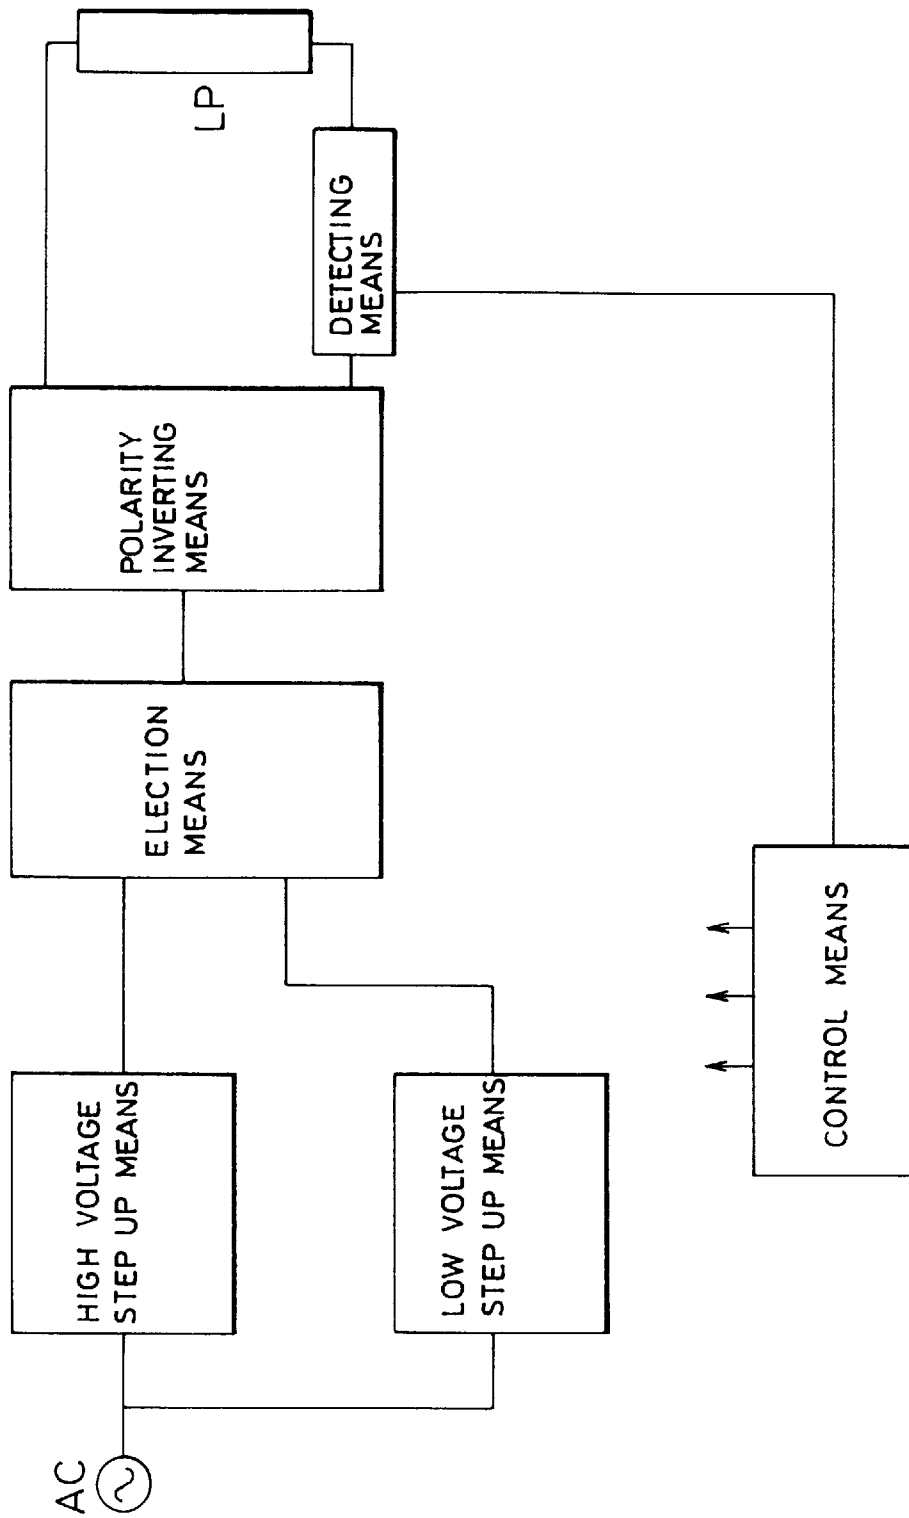 AC
HIGH VOLTAGE
STEP UP MEANS
LOW VOLTAGE
STEP UP MEANS
ELECTION
MEANS
POLARITY
INVERTING
MEANS
DETECTING
MEANS
LP
CONTROL MEANS